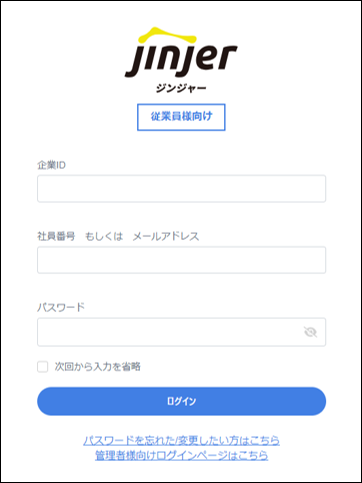 jinjer
ジンジャー
従業員様向け
企業ID
社員番号　もしくは　メールアドレス
パスワード
次回から入力を省略
ログイン
パスワードを忘れた/変更したい方はこちら
管理者様向けログインページはこちら